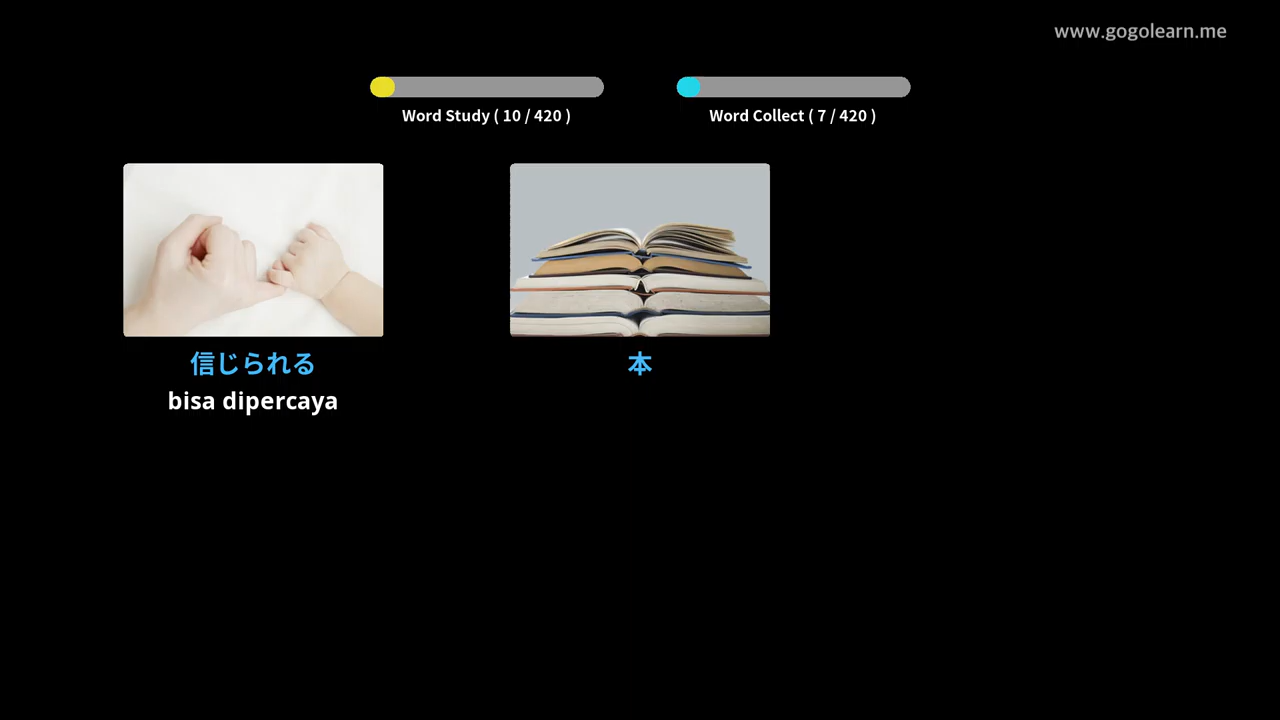 www.gogolearn.me
Word Study ( 10 / 420 )
Word Collect ( 7 / 420 )
信じられる
bisa dipercaya
本